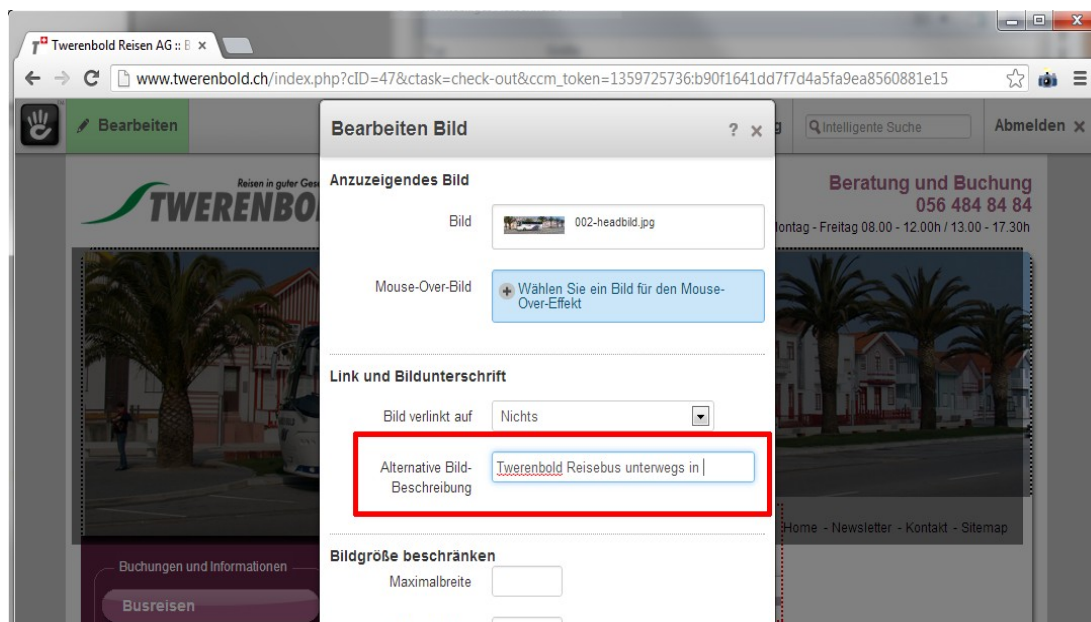 Twerenbold Reisen AG :: B
www.twerenbold.ch/index.php?cID=47&ctask=check-out&ccm_token=1359725736:b90f1641dd7f7d4a5fa9ea8560881e15
Bearbeiten
Bearbeiten Bild
?
Intelligente Suche
Abmelden
Reisen in guter
TWERENBO
Beratung und Buchung
056 484 84 84
Montag - Freitag 08.00 - 12.00h / 13.00 - 17.30h
Anzuzeigendes Bild
Bild
002-headbild.jpg
Mouse-Over-Bild
Wählen Sie ein Bild für den Mouse-
Over-Effekt
Link und Bildunterschrift
Bild verlinkt auf
Nichts
Alternative Bild-
Beschreibung
Twerenbold Reisebus unterwegs in
Home - Newsletter - Kontakt - Sitemap
Bildgröße beschränken
Maximalbreite
Buchungen und Informationen
Busreisen